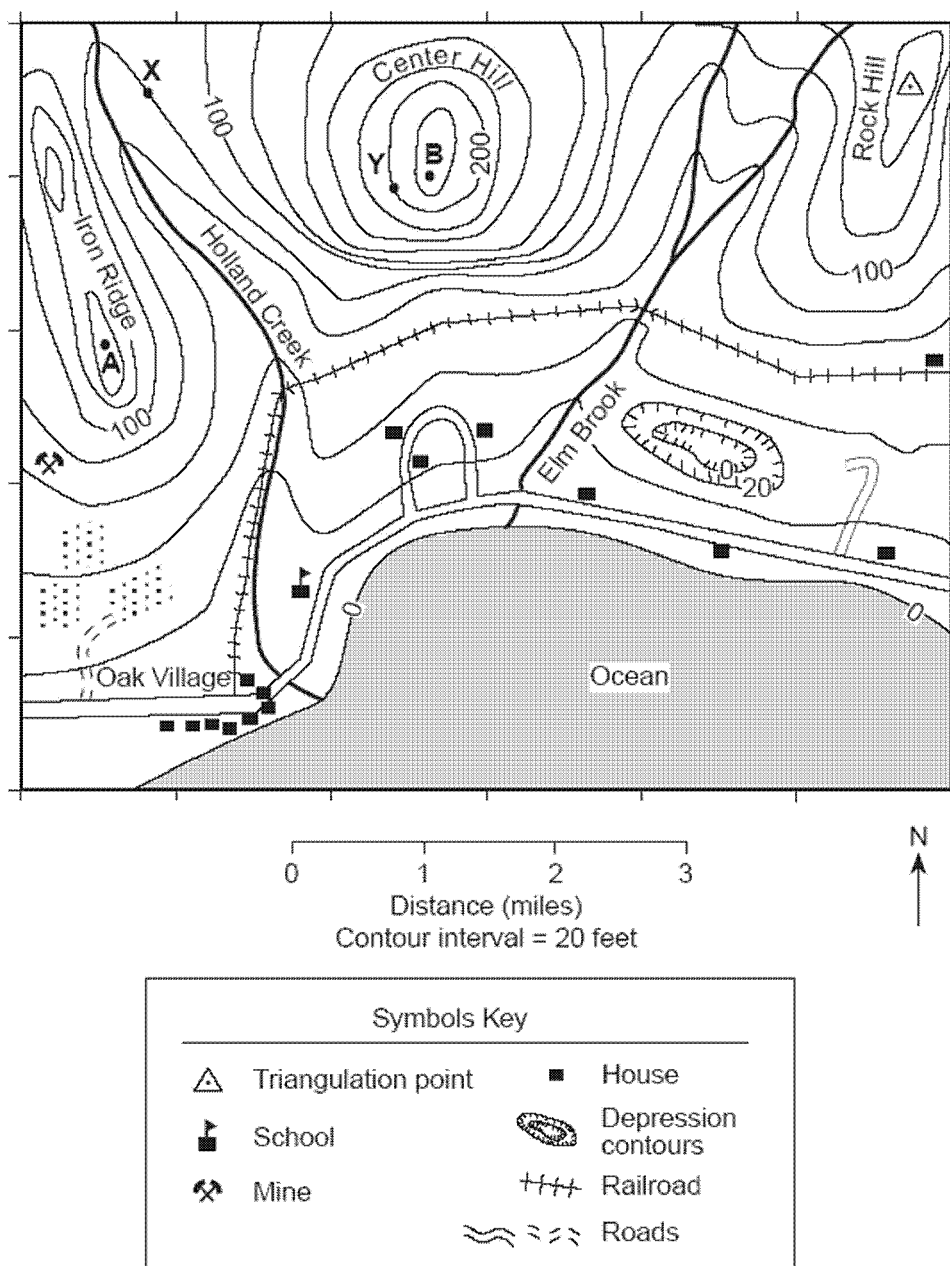 Center Hill
X
100
Rock Hill
Y
B
200
Holland Creek
Iron Ridge
100
A
100
Elm Brook
0
20
0
0
Oak Village
Ocean
N
0 1 2 3
Distance (miles)
Contour interval = 20 feet
Symbols Key
Triangulation point
House
School
Depression
contours
Mine
Railroad
Roads